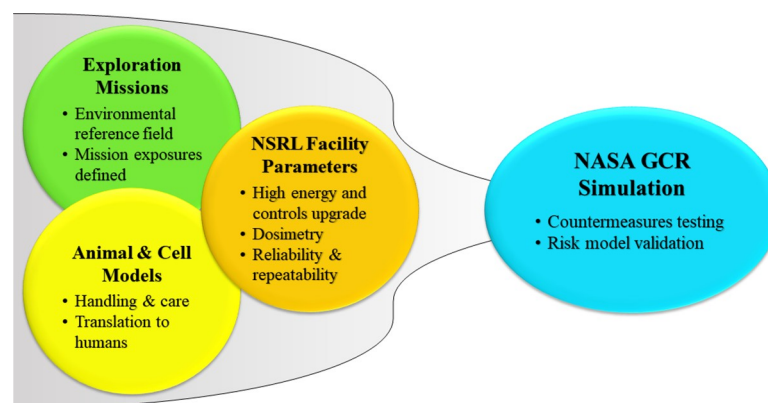 Exploration
Missions
• Environmental
reference field
• Mission exposures
defined
Animal & Cell
Models
• Handling & care
• Translation to
humans
NSRL Facility
Parameters
• High energy and
controls upgrade
• Dosimetry
• Reliability &
repeatability
NASA GCR
Simulation
• Countermeasures testing
• Risk model validation